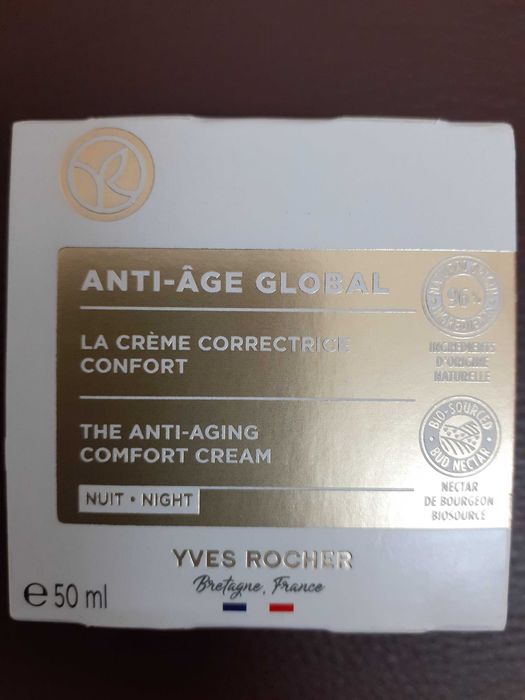 ANTI-ÂGE GLOBAL
LA CRÈME CORRECTRICE
CONFORT
THE ANTI-AGING
COMFORT CREAM
NUIT • NIGHT
96%
INGRÉDIENTS
D'ORIGINE
NATURELLE
BIO-SOURCED
BUD NECTAR
NECTAR
DE BOURGEON
BIOSOURCÉ
YVES ROCHER
Bretagne, France
℮ 50 ml